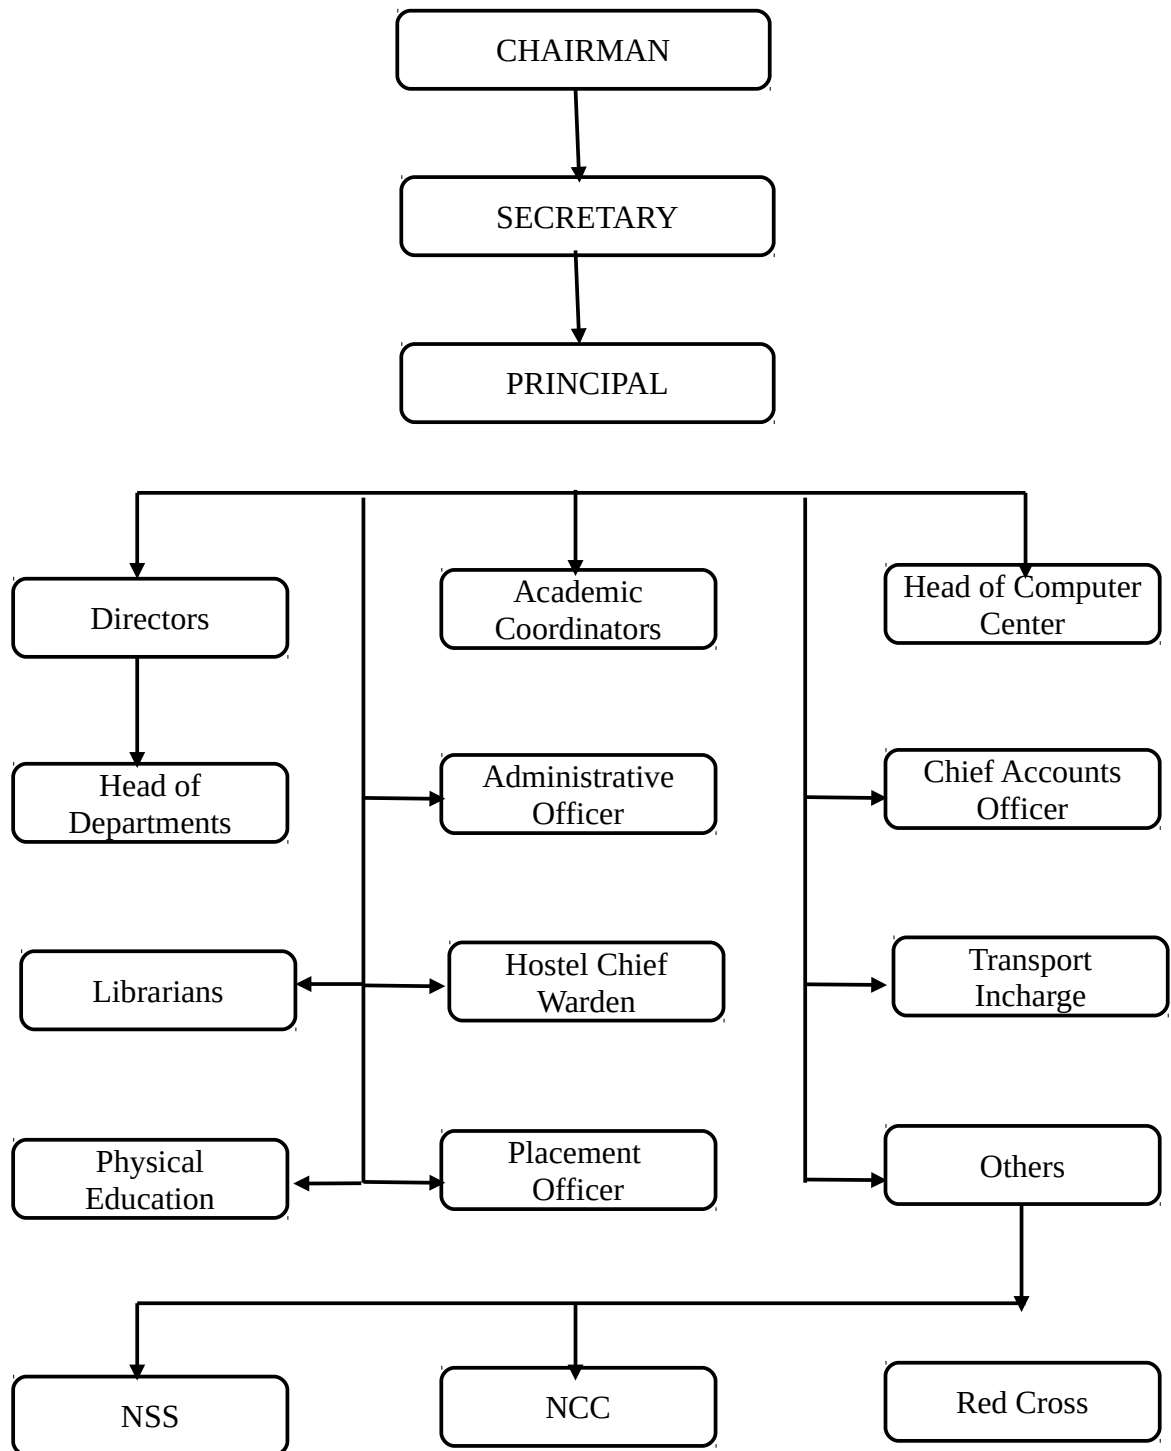 CHAIRMAN
SECRETARY
PRINCIPAL
Directors
Academic
Coordinators
Head of Computer
Center
Head of
Departments
Administrative
Officer
Chief Accounts
Officer
Librarians
Hostel Chief
Warden
Transport
Incharge
Physical
Education
Placement
Officer
Others
NSS
NCC
Red Cross